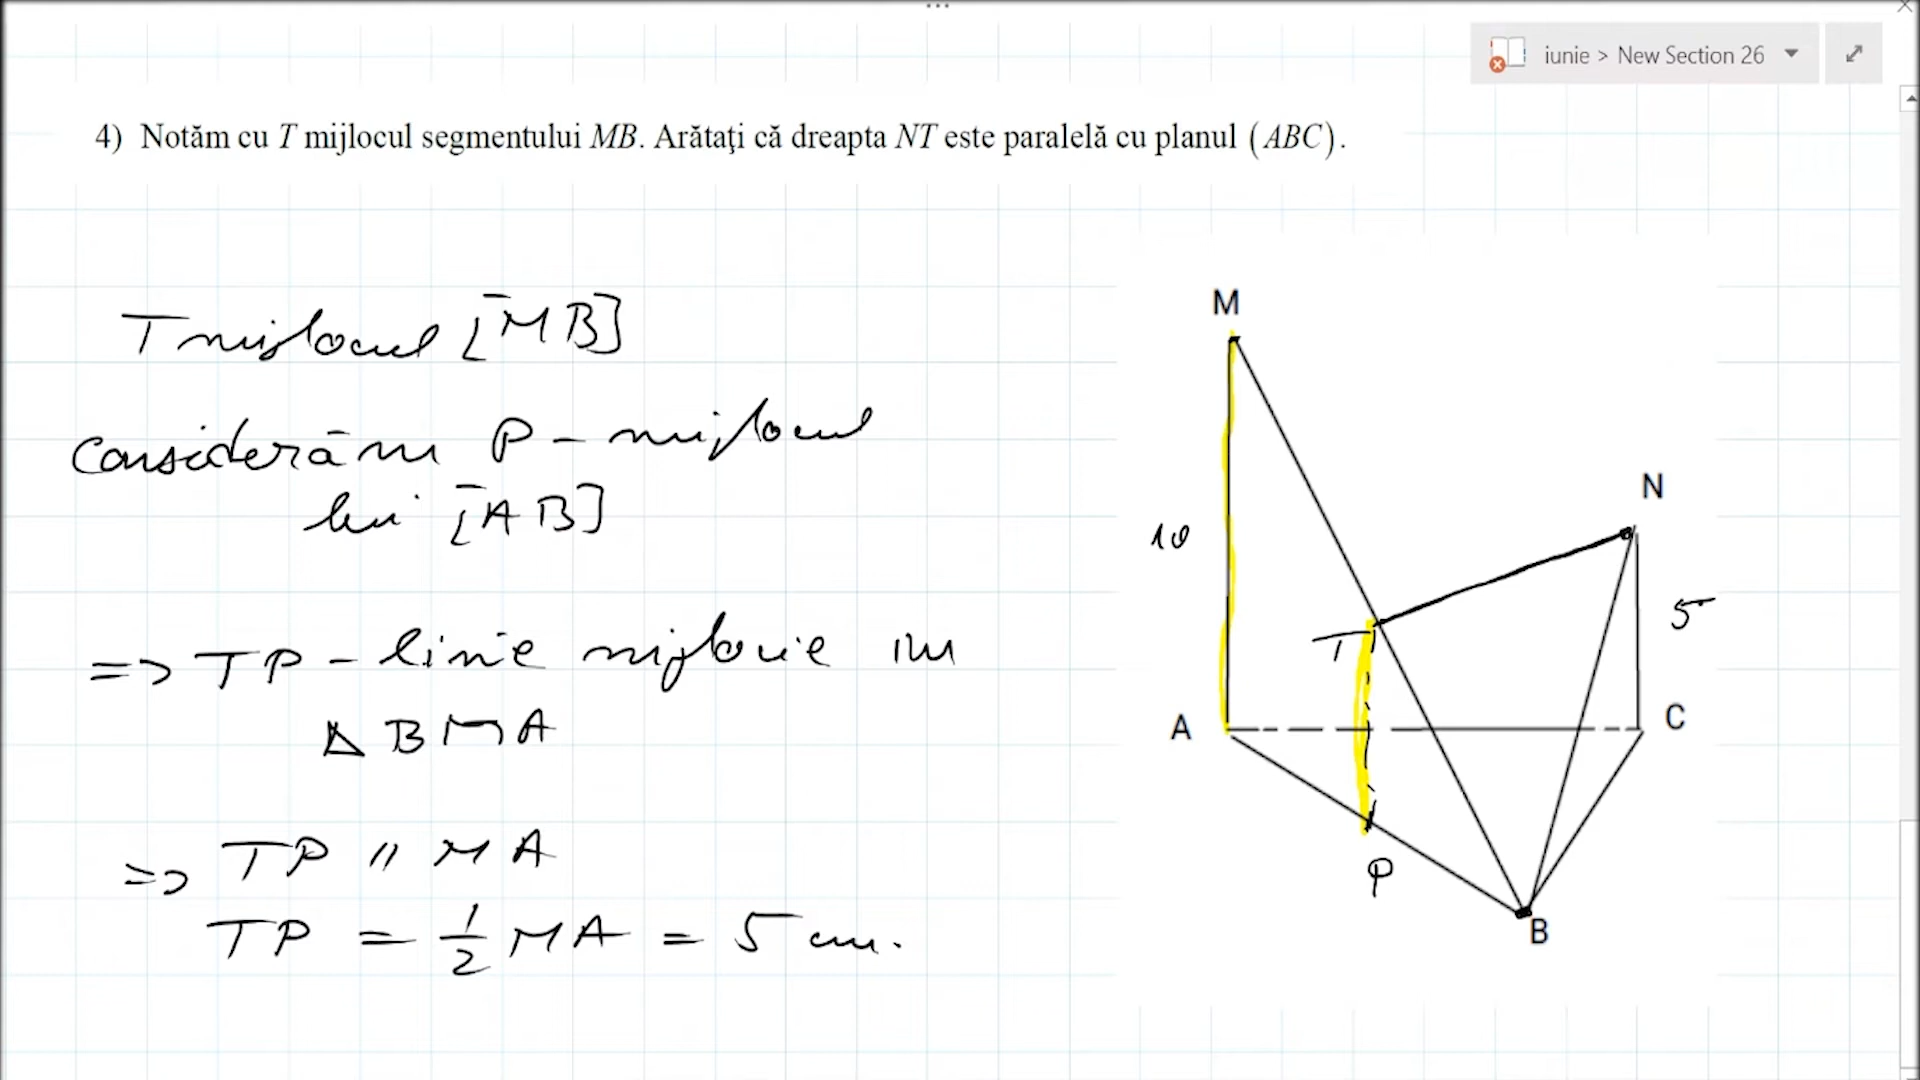 ...
iunie > New Section 26
4) Notăm cu T mijlocul segmentului MB. Arătaţi că dreapta NT este paralelă cu planul (ABC).
T mijlocul [MB]
Considerăm P - mijlocul
lui [AB]
=> TP - linie mijlocie în
Δ BMA
=> TP // MA
TP = 1/2 MA = 5 cm.
M
N
10
5
T
A
C
P
B